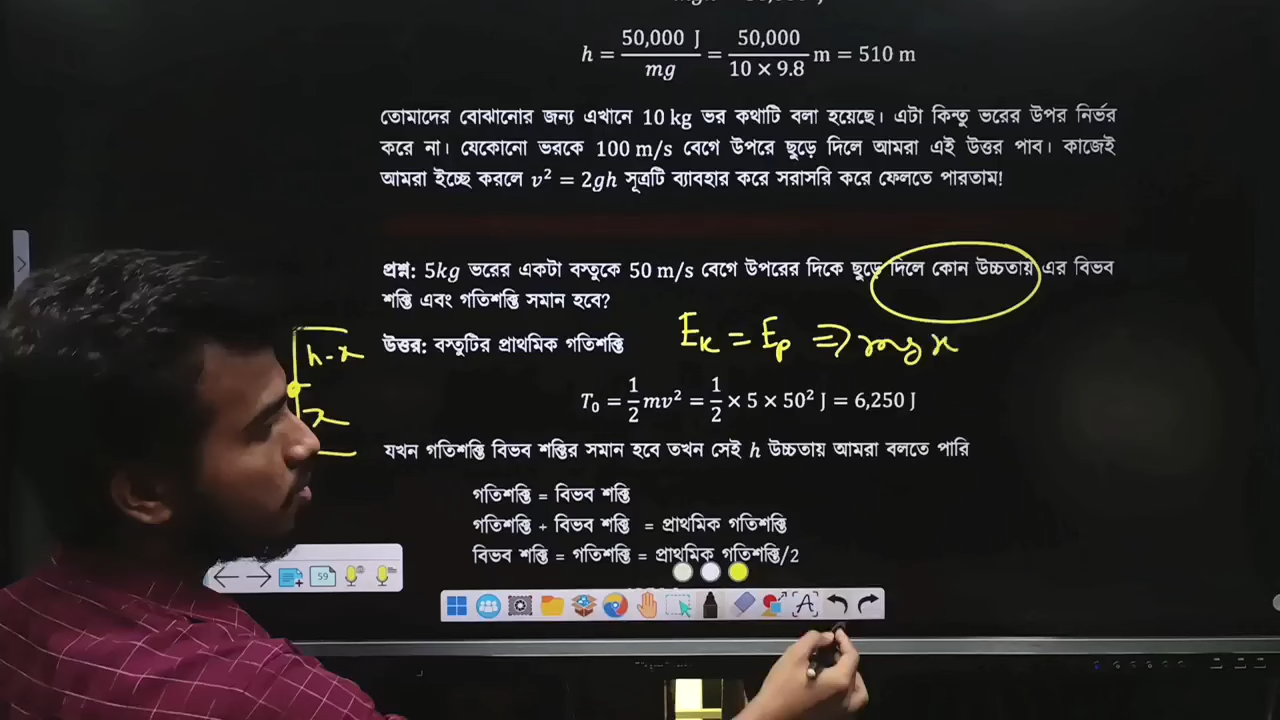 h = 50,000 J / mg = 50,000 / 10 × 9.8 m = 510 m
তোমাদের বোঝানোর জন্য এখানে 10 kg ভর কথাটি বলা হয়েছে। এটা কিন্তু ভরের উপর নির্ভর
করে না। যেকোনো ভরকে 100 m/s বেগে উপরে ছুড়ে দিলে আমরা এই উত্তর পাব। কাজেই
আমরা ইচ্ছে করলে v² = 2gh সূত্রটি ব্যাবহার করে সরাসরি করে ফেলতে পারতাম!
প্রশ্ন: 5kg ভরের একটা বস্তুকে 50 m/s বেগে উপরের দিকে ছুড়ে দিলে কোন উচ্চতায় এর বিভব
শক্তি এবং গতিশক্তি সমান হবে?
উত্তর: বস্তুটির প্রাথমিক গতিশক্তি
E_K = E_p ⇒ mgx
h - x
x
T₀ = 1/2 mv² = 1/2 × 5 × 50² J = 6,250 J
যখন গতিশক্তি বিভব শক্তির সমান হবে তখন সেই h উচ্চতায় আমরা বলতে পারি
গতিশক্তি = বিভব শক্তি
গতিশক্তি + বিভব শক্তি = প্রাথমিক গতিশক্তি
বিভব শক্তি = গতিশক্তি = প্রাথমিক গতিশক্তি/2
59